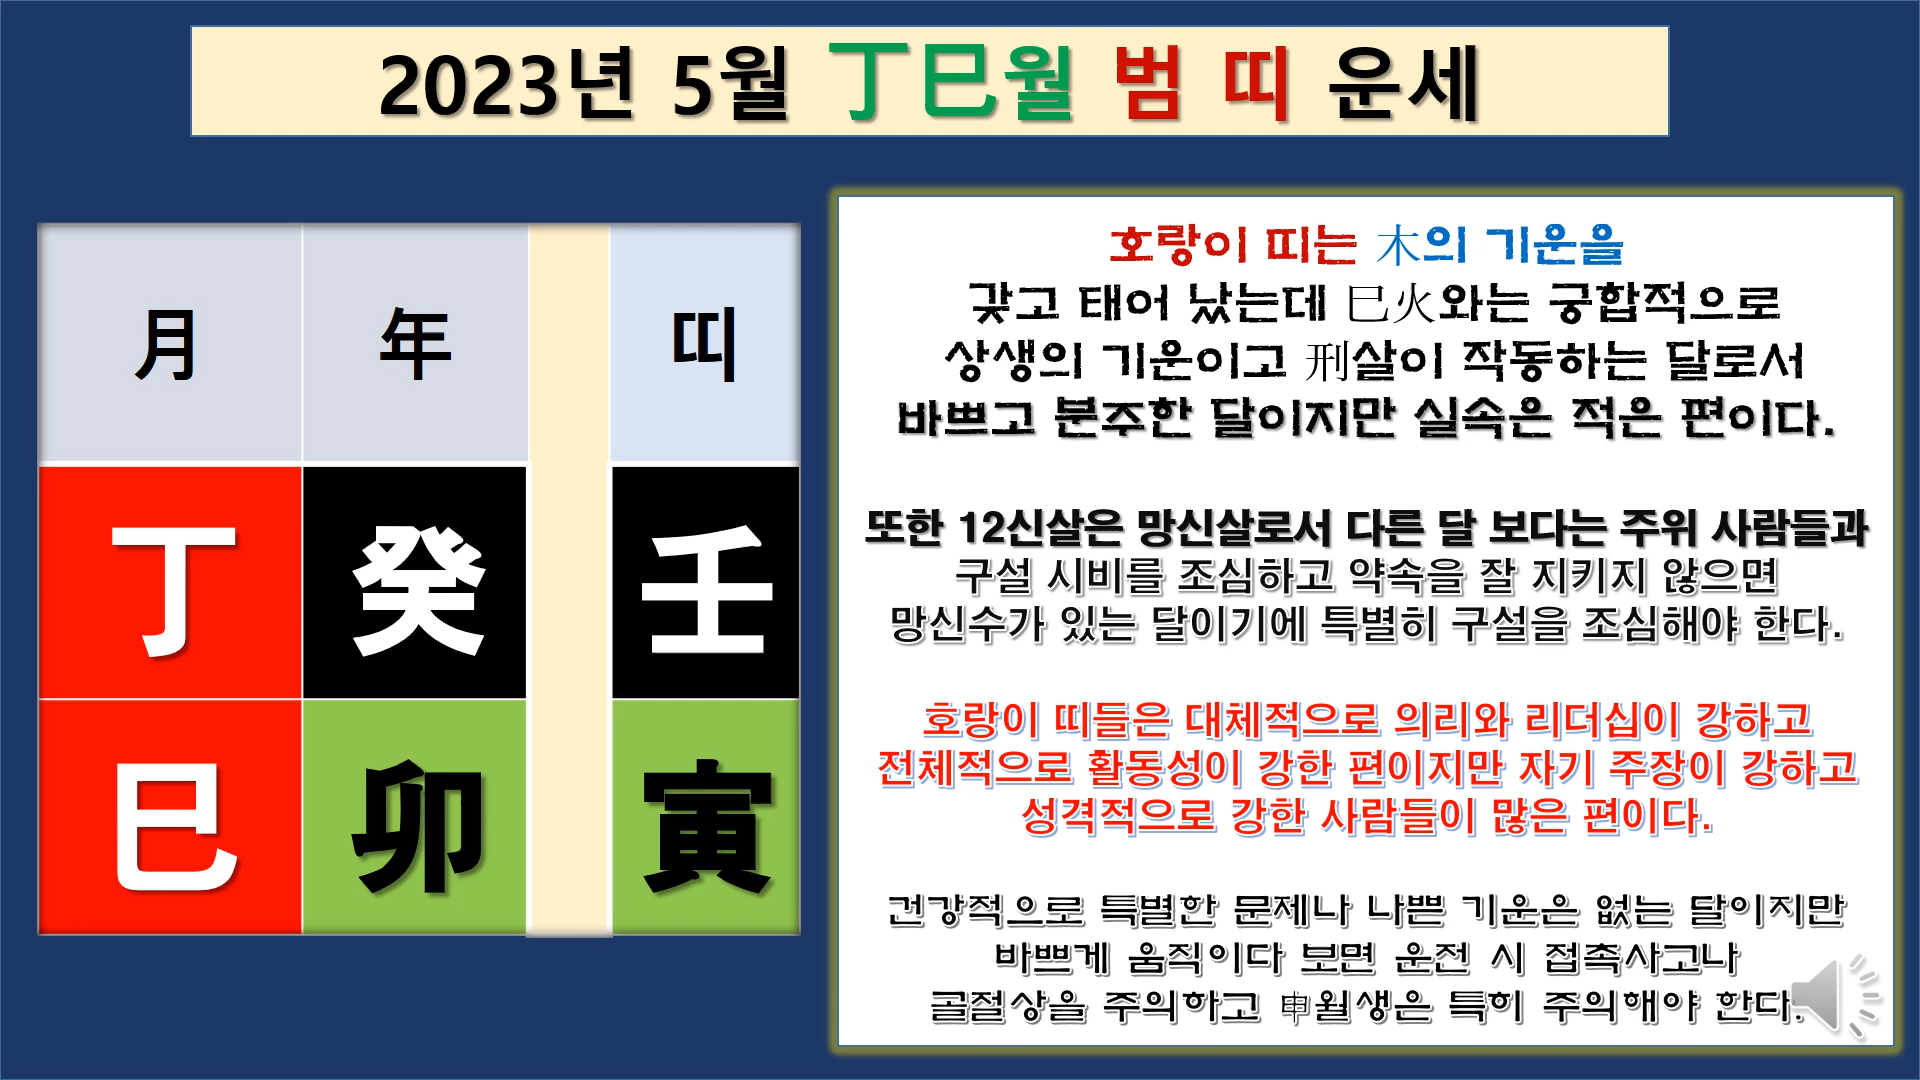 2023년 5월 丁巳월 범 띠 운세
月 年 띠
丁 癸 壬
巳 卯 寅
호랑이 띠는 木의 기운을
갖고 태어 났는데 巳火와는 궁합적으로
상생의 기운이고 刑살이 작동하는 달로서
바쁘고 분주한 달이지만 실속은 적은 편이다.
또한 12신살은 망신살로서 다른 달 보다는 주위 사람들과
구설 시비를 조심하고 약속을 잘 지키지 않으면
망신수가 있는 달이기에 특별히 구설을 조심해야 한다.
호랑이 띠들은 대체적으로 의리와 리더십이 강하고
전체적으로 활동성이 강한 편이지만 자기 주장이 강하고
성격적으로 강한 사람들이 많은 편이다.
건강적으로 특별한 문제나 나쁜 기운은 없는 달이지만
바쁘게 움직이다 보면 운전 시 접촉사고나
골절상을 주의하고 申월생은 특히 주의해야 한다.